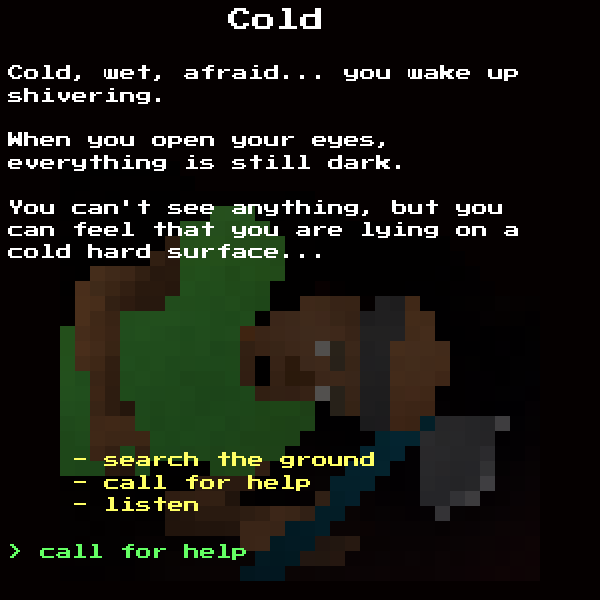 Cold
Cold, wet, afraid... you wake up
shivering.
When you open your eyes,
everything is still dark.
You can't see anything, but you
can feel that you are lying on a
cold hard surface...
- search the ground
- call for help
- listen
> call for help